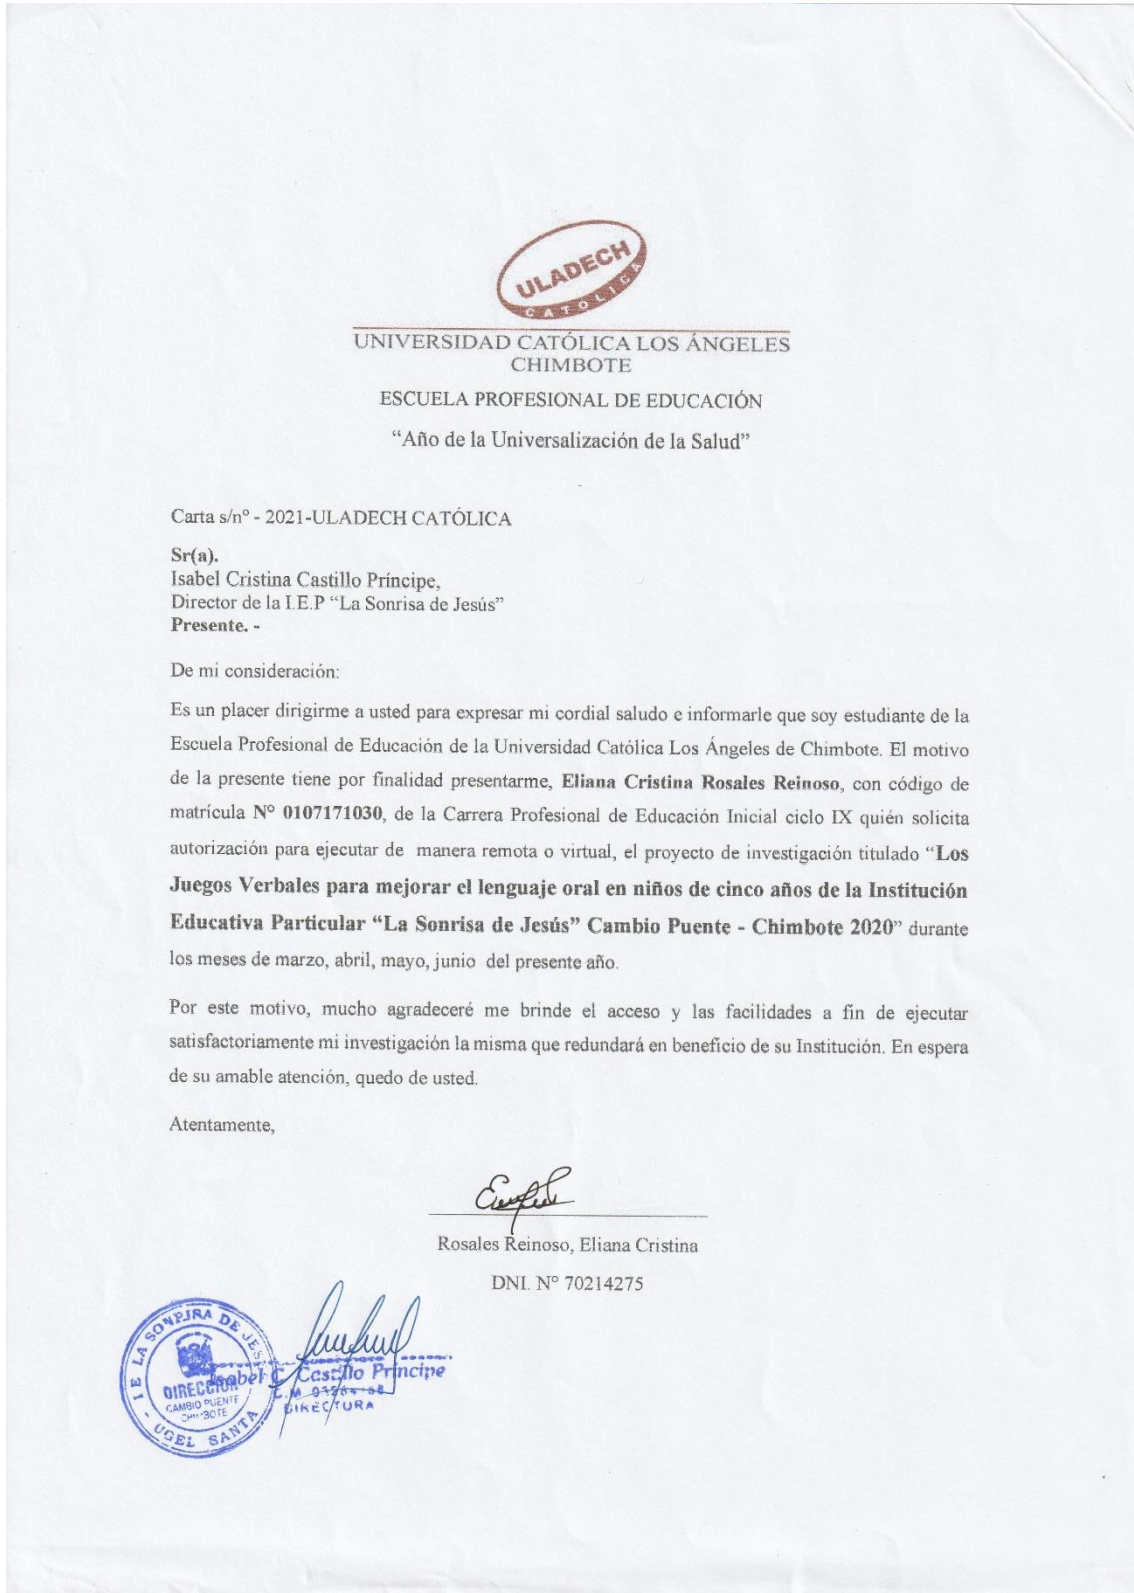 ULADECH
CATOLICA
UNIVERSIDAD CATÓLICA LOS ÁNGELES
CHIMBOTE
ESCUELA PROFESIONAL DE EDUCACIÓN
“Año de la Universalización de la Salud”
Carta s/nº - 2021-ULADECH CATÓLICA
Sr(a).
Isabel Cristina Castillo Príncipe,
Director de la I.E.P “La Sonrisa de Jesús”
Presente. -
De mi consideración:
Es un placer dirigirme a usted para expresar mi cordial saludo e informarle que soy estudiante de la
Escuela Profesional de Educación de la Universidad Católica Los Ángeles de Chimbote. El motivo
de la presente tiene por finalidad presentarme, Eliana Cristina Rosales Reinoso, con código de
matrícula N° 0107171030, de la Carrera Profesional de Educación Inicial ciclo IX quién solicita
autorización para ejecutar de manera remota o virtual, el proyecto de investigación titulado “Los
Juegos Verbales para mejorar el lenguaje oral en niños de cinco años de la Institución
Educativa Particular “La Sonrisa de Jesús” Cambio Puente - Chimbote 2020” durante
los meses de marzo, abril, mayo, junio del presente año.
Por este motivo, mucho agradeceré me brinde el acceso y las facilidades a fin de ejecutar
satisfactoriamente mi investigación la misma que redundará en beneficio de su Institución. En espera
de su amable atención, quedo de usted.
Atentamente,
Rosales Reinoso, Eliana Cristina
DNI. N° 70214275
I E LA SONRJRA DE JES
DIRECCION
CAMBIO PUENTE
CHIMBOTE
- UGEL SANTA
Isabel C. Castillo Príncipe
C.M
DIRECTORA